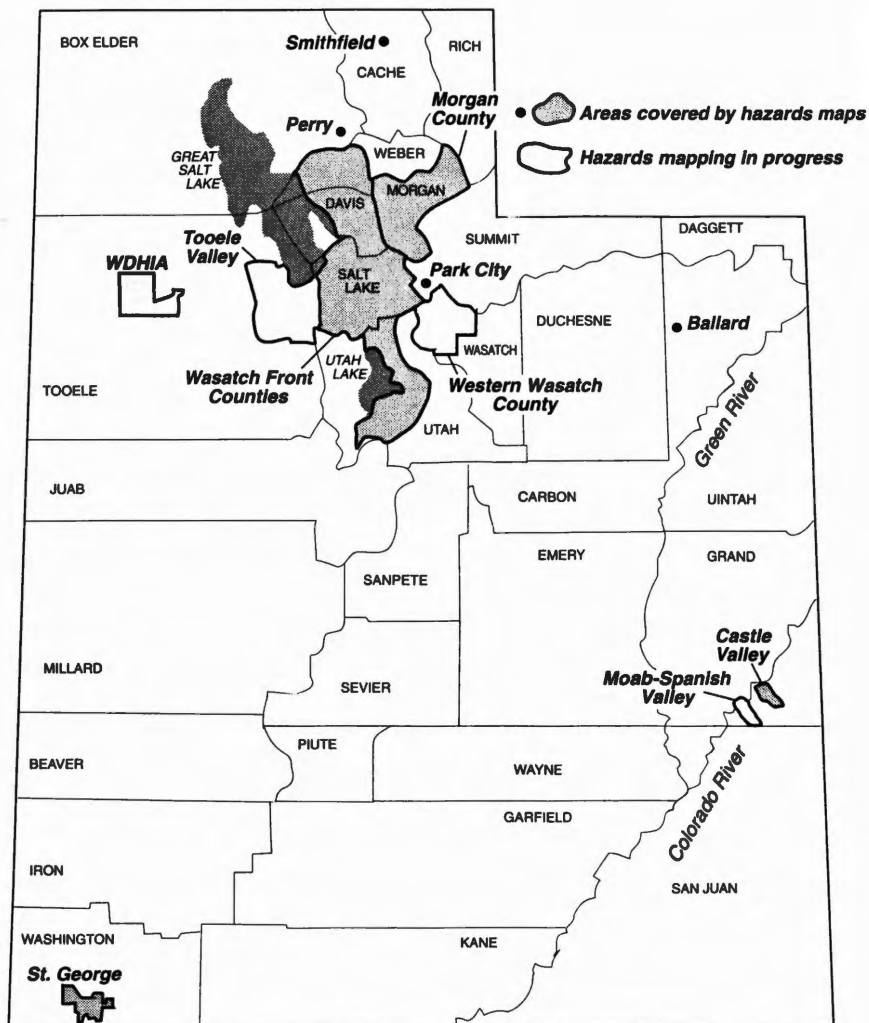 BOX ELDER
Smithfield
RICH
CACHE
Morgan
County
Areas covered by hazards maps
Perry
WEBER
Hazards mapping in progress
GREAT
SALT
LAKE
DAVIS
MORGAN
Tooele
Valley
SUMMIT
DAGGETT
WDHIA
SALT
LAKE
Park City
DUCHESNE
Ballard
WASATCH
UTAH
LAKE
Wasatch Front
Counties
Western Wasatch
County
TOOELE
UTAH
Green River
JUAB
CARBON
UINTAH
EMERY
GRAND
SANPETE
Castle
Valley
Moab-Spanish
Valley
MILLARD
SEVIER
PIUTE
BEAVER
WAYNE
Colorado River
GARFIELD
IRON
SAN JUAN
WASHINGTON
KANE
St. George